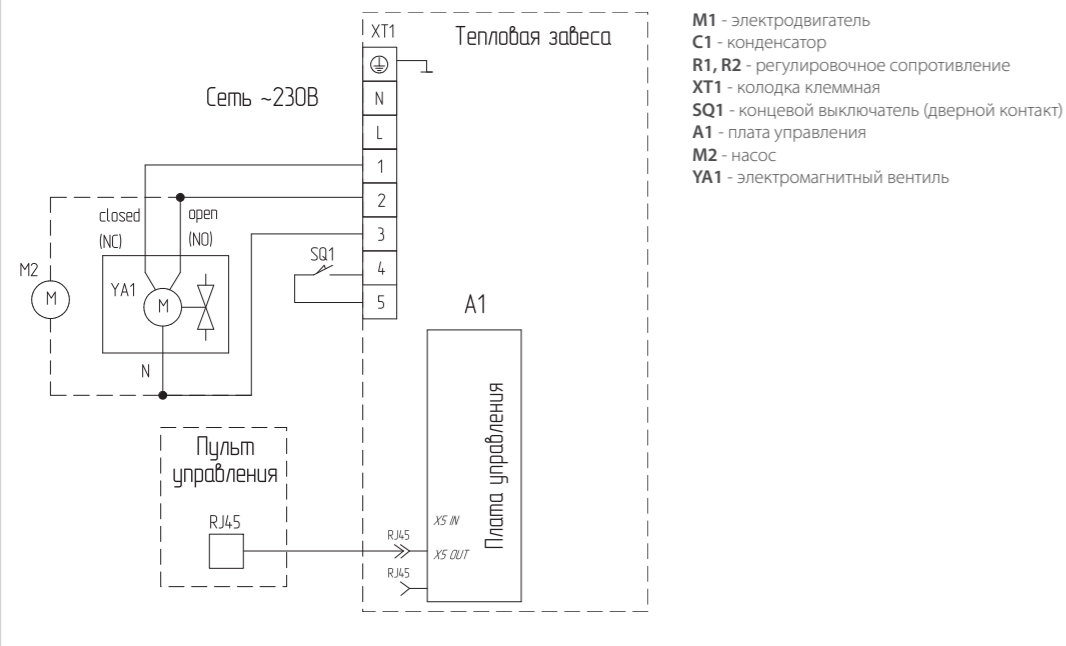 M1 - электродвигатель
C1 - конденсатор
R1, R2 - регулировочное сопротивление
XT1 - колодка клеммная
SQ1 - концевой выключатель (дверной контакт)
A1 - плата управления
M2 - насос
YA1 - электромагнитный вентиль
XT1
Тепловая завеса
Сеть ~230В
N
L
1
2
3
4
5
closed
(NC)
open
(NO)
SQ1
M2
M
YA1
M
N
A1
Плата управления
Пульт
управления
RJ45
RJ45
X5 IN
X5 OUT
RJ45